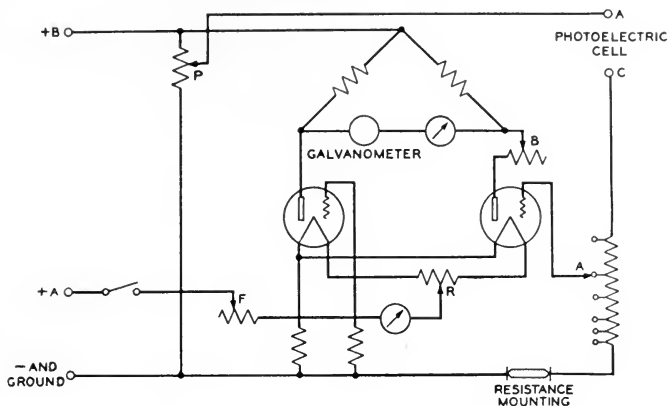 +B
P
A
PHOTOELECTRIC
CELL
C
GALVANOMETER
B
A
+A
F
R
—AND
GROUND
RESISTANCE
MOUNTING